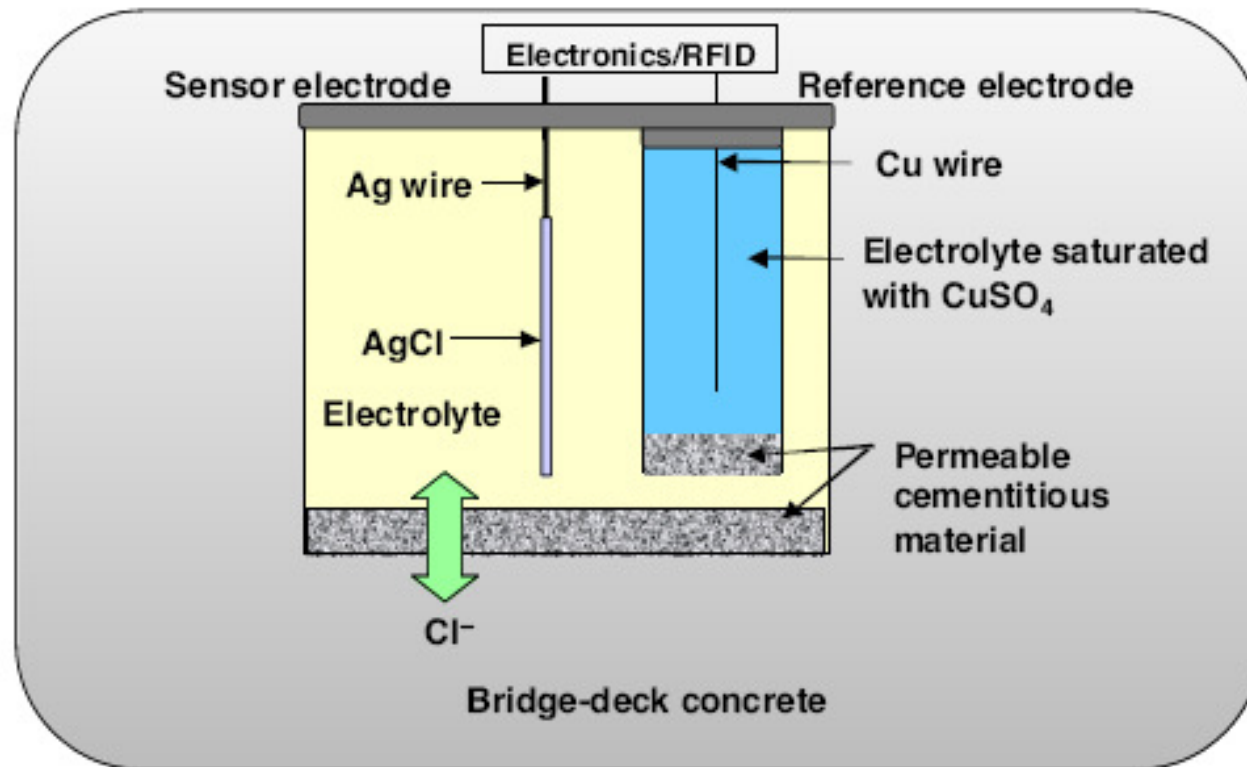 Electronics/RFID
Sensor electrode
Reference electrode
Ag wire
Cu wire
Electrolyte saturated
with CuSO₄
AgCl
Electrolyte
Permeable
cementitious
material
Cl⁻
Bridge-deck concrete